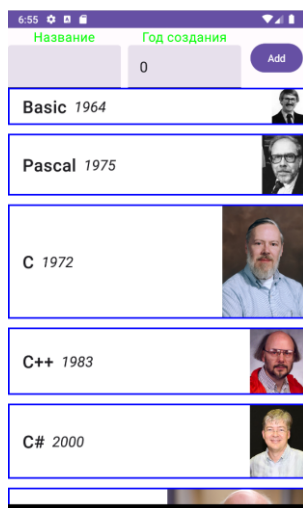 6:55
Название Год создания
0 Add
Basic 1964
Pascal 1975
C 1972
C++ 1983
C# 2000